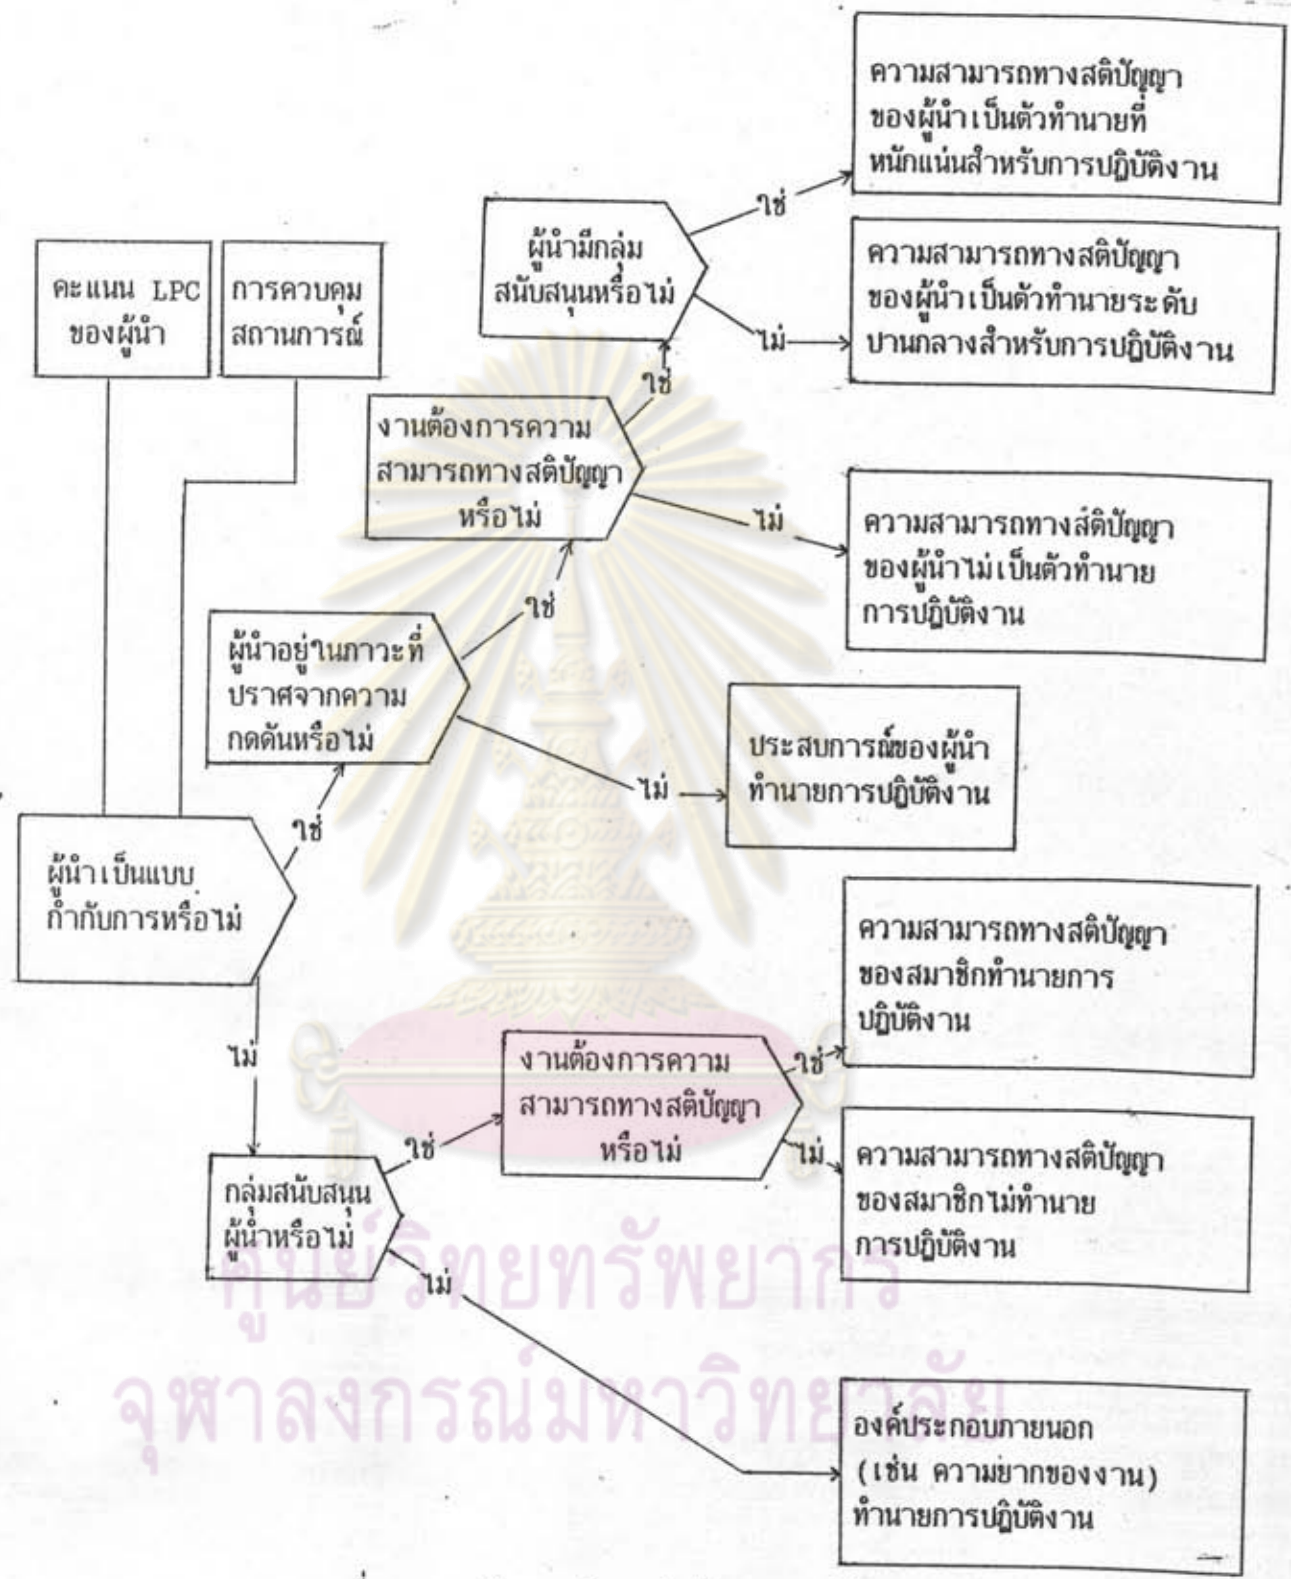 ความสามารถทางสติปัญญา
ของผู้นำเป็นตัวทำนายที่
หนักแน่นสำหรับการปฏิบัติงาน
ใช่
ผู้นำมีกลุ่ม
สนับสนุนหรือไม่
ความสามารถทางสติปัญญา
ของผู้นำเป็นตัวทำนายระดับ
ปานกลางสำหรับการปฏิบัติงาน
ไม่
คะแนน LPC
ของผู้นำ
การควบคุม
สถานการณ์
ใช่
งานต้องการความ
สามารถทางสติปัญญา
หรือไม่
ไม่
ความสามารถทางสติปัญญา
ของผู้นำไม่เป็นตัวทำนาย
การปฏิบัติงาน
ใช่
ผู้นำอยู่ในภาวะที่
ปราศจากความ
กดดันหรือไม่
ไม่
ประสบการณ์ของผู้นำ
ทำนายการปฏิบัติงาน
ใช่
ผู้นำเป็นแบบ
กำกับการหรือไม่
ความสามารถทางสติปัญญา
ของสมาชิกทำนายการ
ปฏิบัติงาน
ไม่
งานต้องการความ
สามารถทางสติปัญญา
หรือไม่
ใช่
ใช่
ไม่
ความสามารถทางสติปัญญา
ของสมาชิกไม่ทำนาย
การปฏิบัติงาน
กลุ่มสนับสนุน
ผู้นำหรือไม่
ไม่
ศูนย์วิทยทรัพยากร
จุฬาลงกรณ์มหาวิทยาลัย
องค์ประกอบภายนอก
(เช่น ความยากของงาน)
ทำนายการปฏิบัติงาน